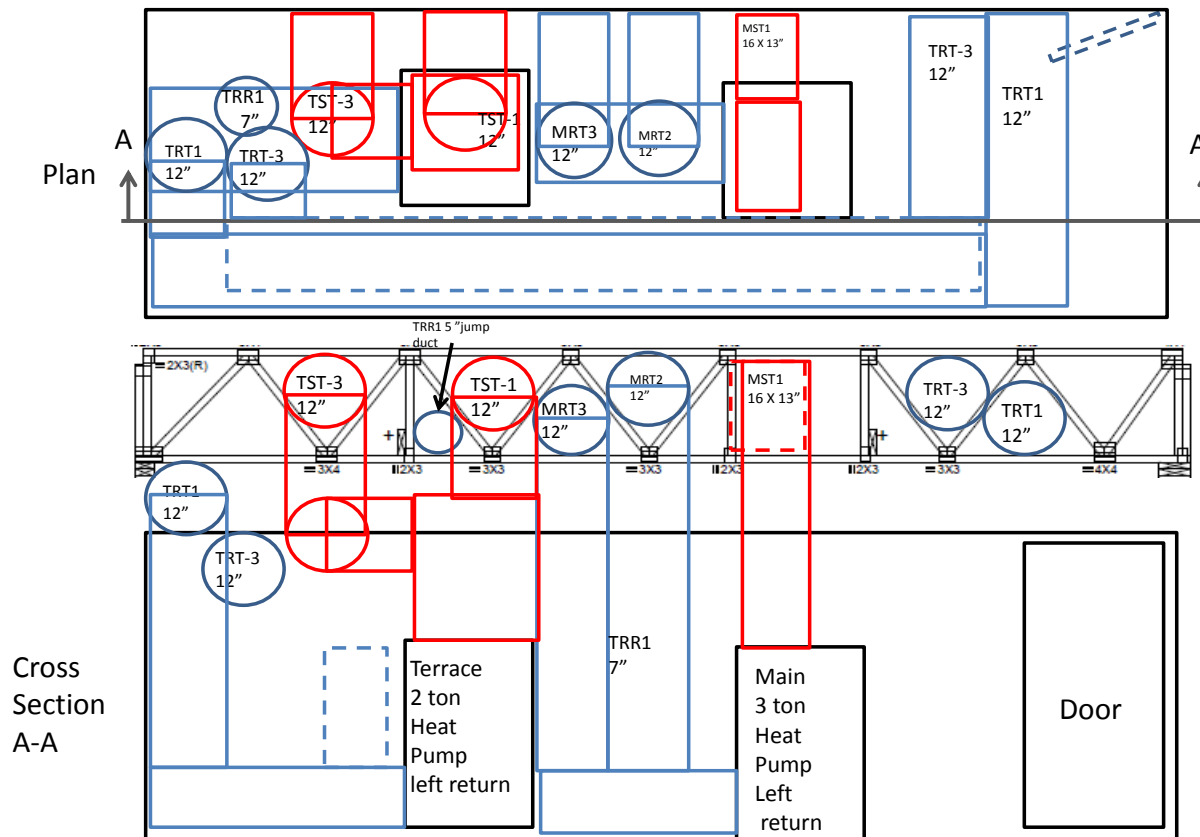 MST1
16 X 13”
TRT-3
12”
TRT1
12”
TRR1
7”
TST-3
12”
TST-1
12”
MRT3
12”
MRT2
12”
TRT1
12”
TRT-3
12”
A
A
Plan
TRR1 5 ”jump
duct
=2X3(R)
TST-3
12”
TST-1
12”
MRT3
12”
MRT2
12”
MST1
16 X 13”
TRT-3
12”
TRT1
12”
+
+
=3X4
II2X3
=3X3
=3X3
II2X3
II2X3
=3X3
=4X4
TRT1
12”
TRT-3
12”
Cross
Section
A-A
Terrace
2 ton
Heat
Pump
left return
TRR1
7”
Main
3 ton
Heat
Pump
Left
return
Door